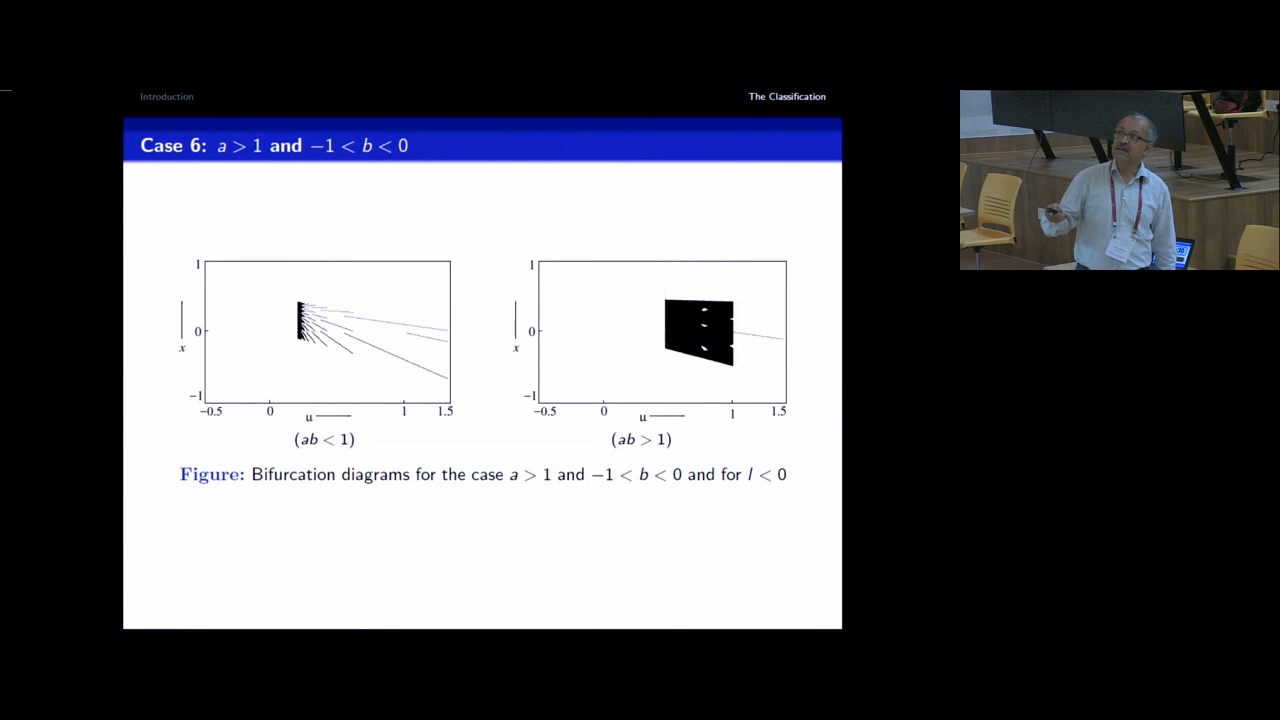 Introduction
The Classification
Case 6: a > 1 and −1 < b < 0
1
0
−1
x
−0.5
0
1
1.5
u
(ab < 1)
1
0
−1
x
−0.5
0
1
1.5
u
(ab > 1)
Figure: Bifurcation diagrams for the case a > 1 and −1 < b < 0 and for l < 0